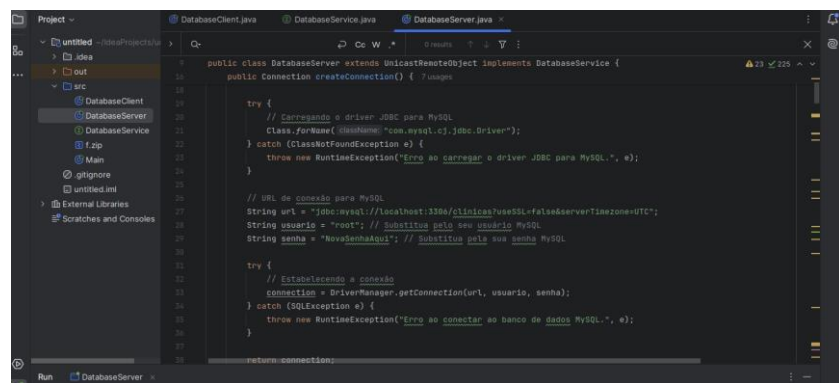 Project
DatabaseClient.java
DatabaseService.java
DatabaseServer.java
untitled ~/IdeaProjects/u
.idea
out
src
DatabaseClient
DatabaseServer
DatabaseService
f.zip
Main
.gitignore
untitled.iml
External Libraries
Scratches and Consoles
Cc W .* 0 results
23 225
public class DatabaseServer extends UnicastRemoteObject implements DatabaseService {
public Connection createConnection() { 7 usages
try {
// Carregando o driver JDBC para MySQL
Class.forName( className: "com.mysql.cj.jdbc.Driver");
} catch (ClassNotFoundException e) {
throw new RuntimeException("Erro ao carregar o driver JDBC para MySQL.", e);
}
// URL de conexão para MySQL
String url = "jdbc:mysql://localhost:3306/clinicas?useSSL=false&serverTimezone=UTC";
String usuario = "root"; // Substitua pelo seu usuário MySQL
String senha = "NovaSenhaAqui"; // Substitua pela sua senha MySQL
try {
// Estabelecendo a conexão
connection = DriverManager.getConnection(url, usuario, senha);
} catch (SQLException e) {
throw new RuntimeException("Erro ao conectar ao banco de dados MySQL.", e);
}
return connection;
Run DatabaseServer